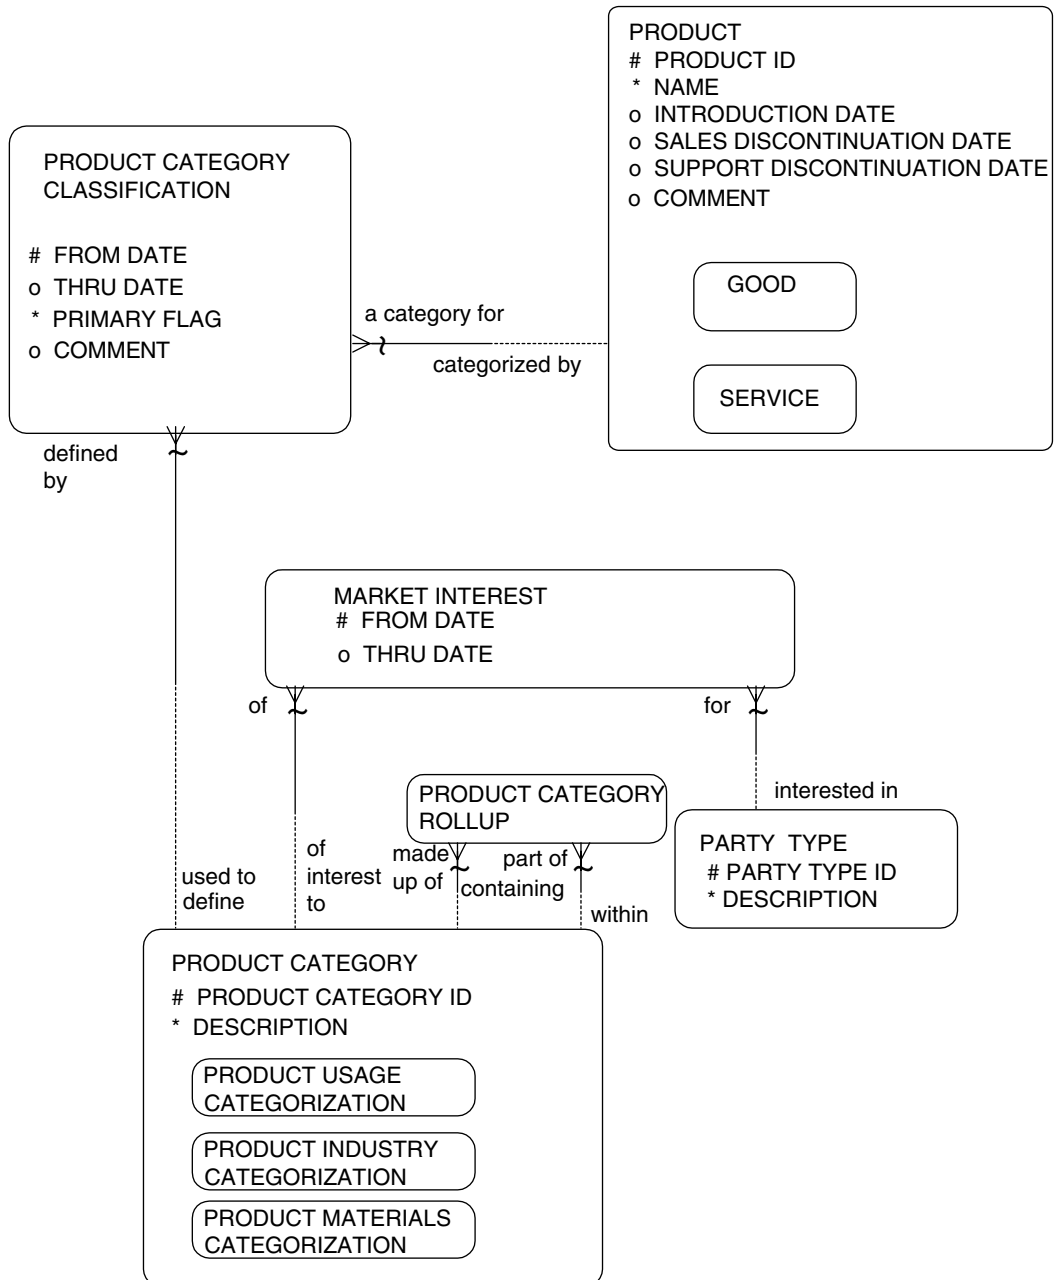 PRODUCT
# PRODUCT ID
* NAME
o INTRODUCTION DATE
o SALES DISCONTINUATION DATE
o SUPPORT DISCONTINUATION DATE
o COMMENT
GOOD
SERVICE
PRODUCT CATEGORY
CLASSIFICATION
# FROM DATE
o THRU DATE
* PRIMARY FLAG
o COMMENT
a category for
categorized by
defined
by
MARKET INTEREST
# FROM DATE
o THRU DATE
of
for
interested in
PRODUCT CATEGORY
ROLLUP
PARTY TYPE
# PARTY TYPE ID
* DESCRIPTION
used to
define
of
interest
to
made
up of
containing
part of
within
PRODUCT CATEGORY
# PRODUCT CATEGORY ID
* DESCRIPTION
PRODUCT USAGE
CATEGORIZATION
PRODUCT INDUSTRY
CATEGORIZATION
PRODUCT MATERIALS
CATEGORIZATION